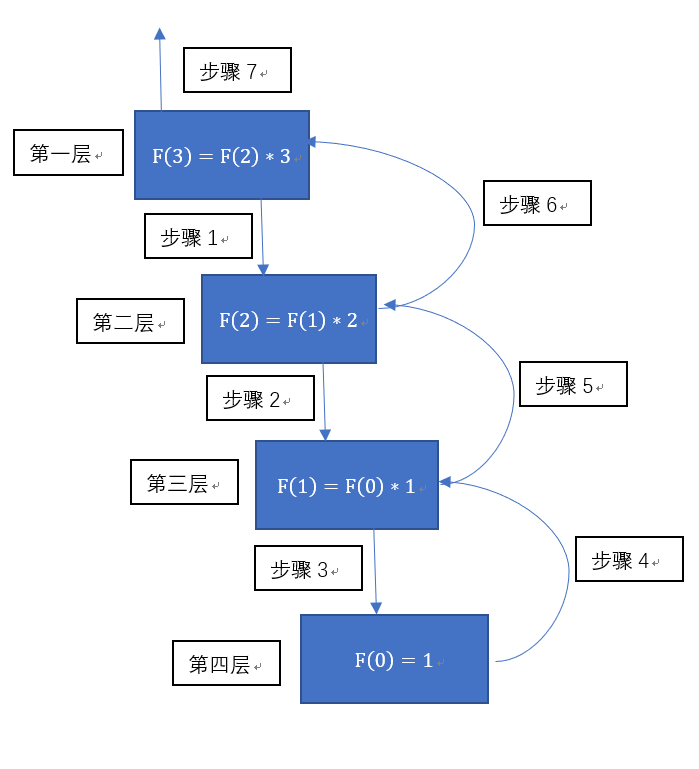 步骤 7
第一层
F(3) = F(2) * 3
步骤 6
步骤 1
第二层
F(2) = F(1) * 2
步骤 5
步骤 2
第三层
F(1) = F(0) * 1
步骤 4
步骤 3
第四层
F(0) = 1